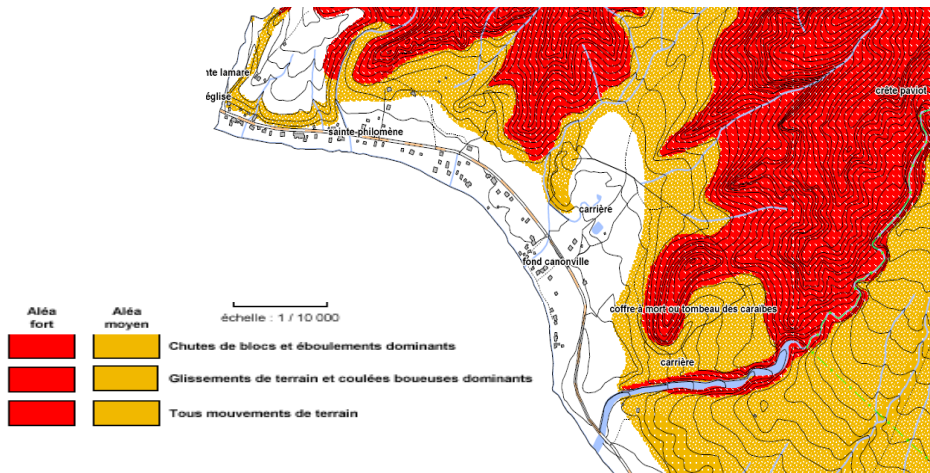 nte lamare
église
sainte-philomène
crête paviot
carrière
fond canonville
coffre à mort ou tombeau des caraïbes
carrière
Aléa fort
Aléa moyen
échelle : 1 / 10 000
Chutes de blocs et éboulements dominants
Glissements de terrain et coulées boueuses dominants
Tous mouvements de terrain